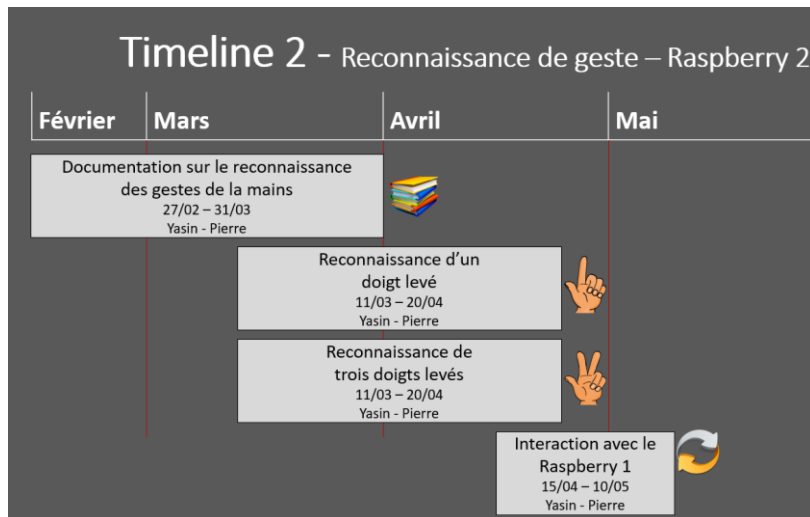 Timeline 2 - Reconnaissance de geste – Raspberry 2
Février
Mars
Avril
Mai
Documentation sur le reconnaissance
des gestes de la mains
27/02 – 31/03
Yasin - Pierre
Reconnaissance d'un
doigt levé
11/03 – 20/04
Yasin - Pierre
Reconnaissance de
trois doigts levés
11/03 – 20/04
Yasin - Pierre
Interaction avec le
Raspberry 1
15/04 – 10/05
Yasin - Pierre